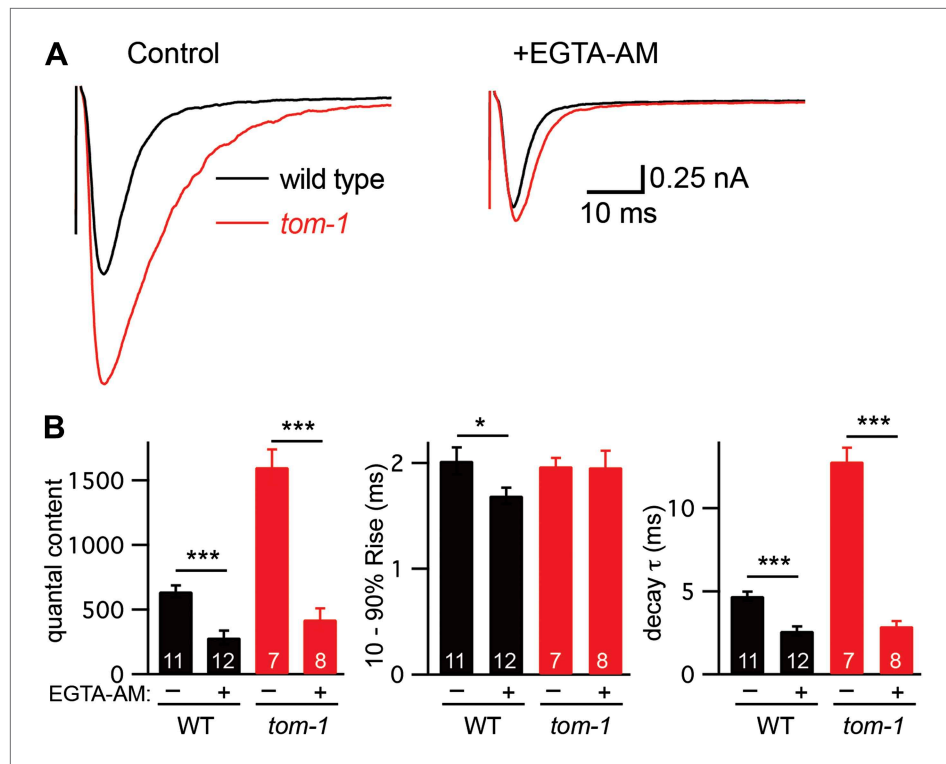 A
Control
+EGTA-AM
wild type
tom-1
0.25 nA
10 ms
B
quantal content
1500
1000
500
0
***
***
11
12
7
8
EGTA-AM: − + − +
WT
tom-1
10 - 90% Rise (ms)
2
1
0
*
11
12
7
8
− + − +
WT
tom-1
decay τ (ms)
10
5
0
***
***
11
12
7
8
− + − +
WT
tom-1